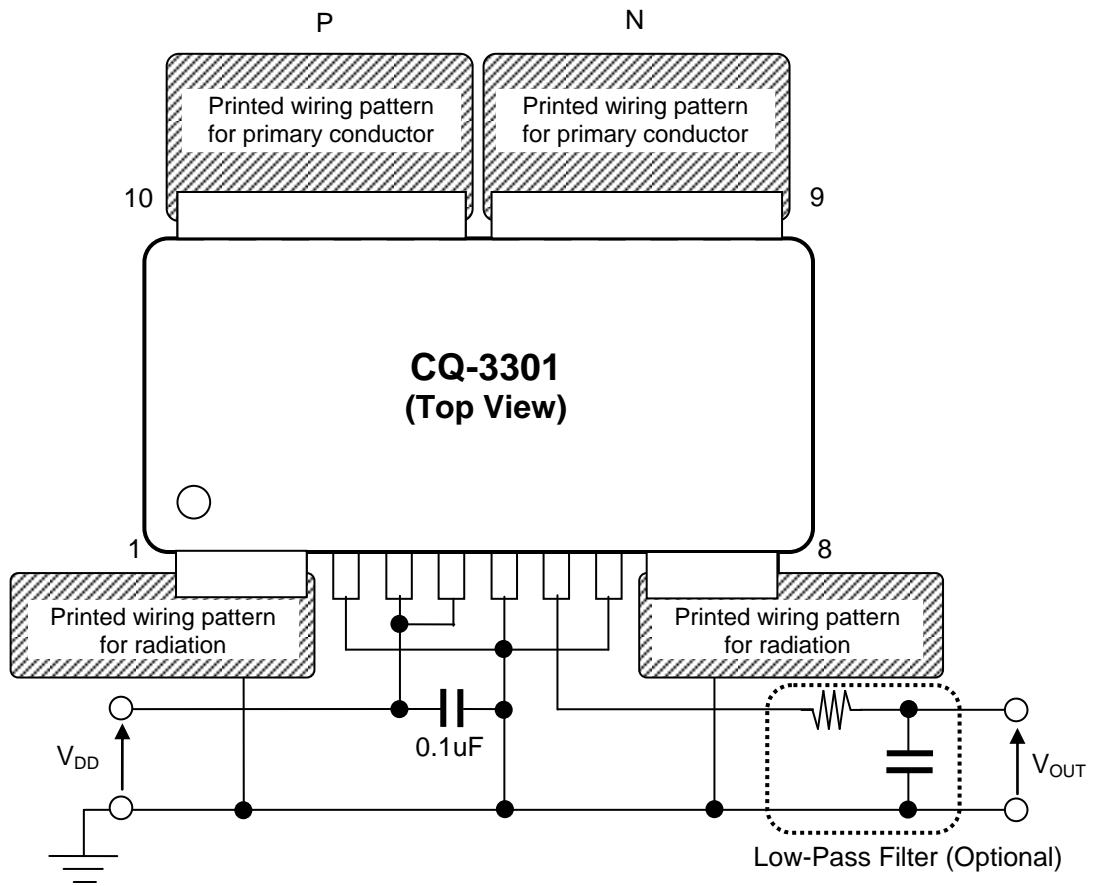 P
N
Printed wiring pattern
for primary conductor
Printed wiring pattern
for primary conductor
10
9
CQ-3301
(Top View)
1
8
Printed wiring pattern
for radiation
Printed wiring pattern
for radiation
0.1uF
VDD
VOUT
Low-Pass Filter (Optional)